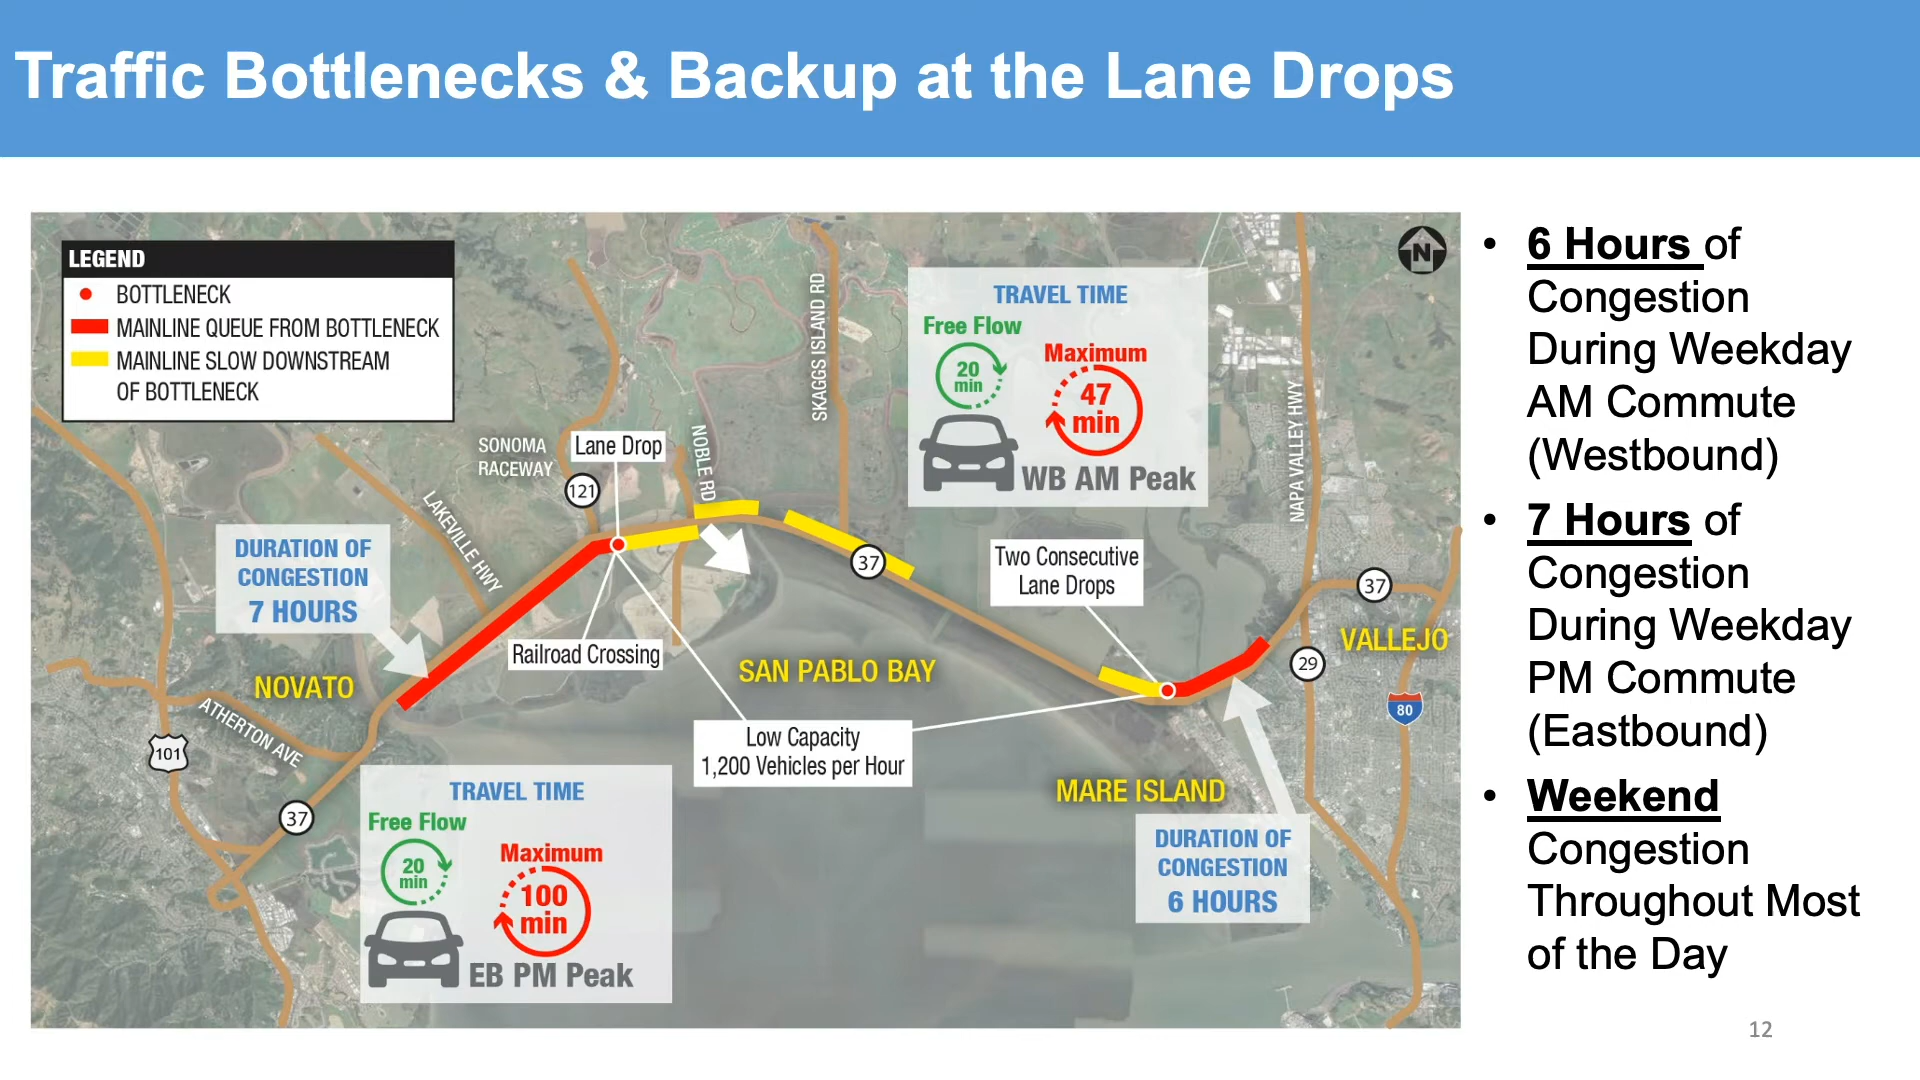 Traffic Bottlenecks & Backup at the Lane Drops
LEGEND
BOTTLENECK
MAINLINE QUEUE FROM BOTTLENECK
MAINLINE SLOW DOWNSTREAM
OF BOTTLENECK
N
TRAVEL TIME
Free Flow
20
min
Maximum
47
min
WB AM Peak
SKAGGS ISLAND RD
NAPA VALLEY HWY
SONOMA
RACEWAY
Lane Drop
NOBLE RD
121
LAKEVILLE HWY
DURATION OF
CONGESTION
7 HOURS
37
Two Consecutive
Lane Drops
37
VALLEJO
29
80
Railroad Crossing
SAN PABLO BAY
NOVATO
ATHERTON AVE
101
37
Low Capacity
1,200 Vehicles per Hour
MARE ISLAND
DURATION OF
CONGESTION
6 HOURS
TRAVEL TIME
Free Flow
20
min
Maximum
100
min
EB PM Peak
• 6 Hours of
Congestion
During Weekday
AM Commute
(Westbound)
• 7 Hours of
Congestion
During Weekday
PM Commute
(Eastbound)
• Weekend
Congestion
Throughout Most
of the Day
12